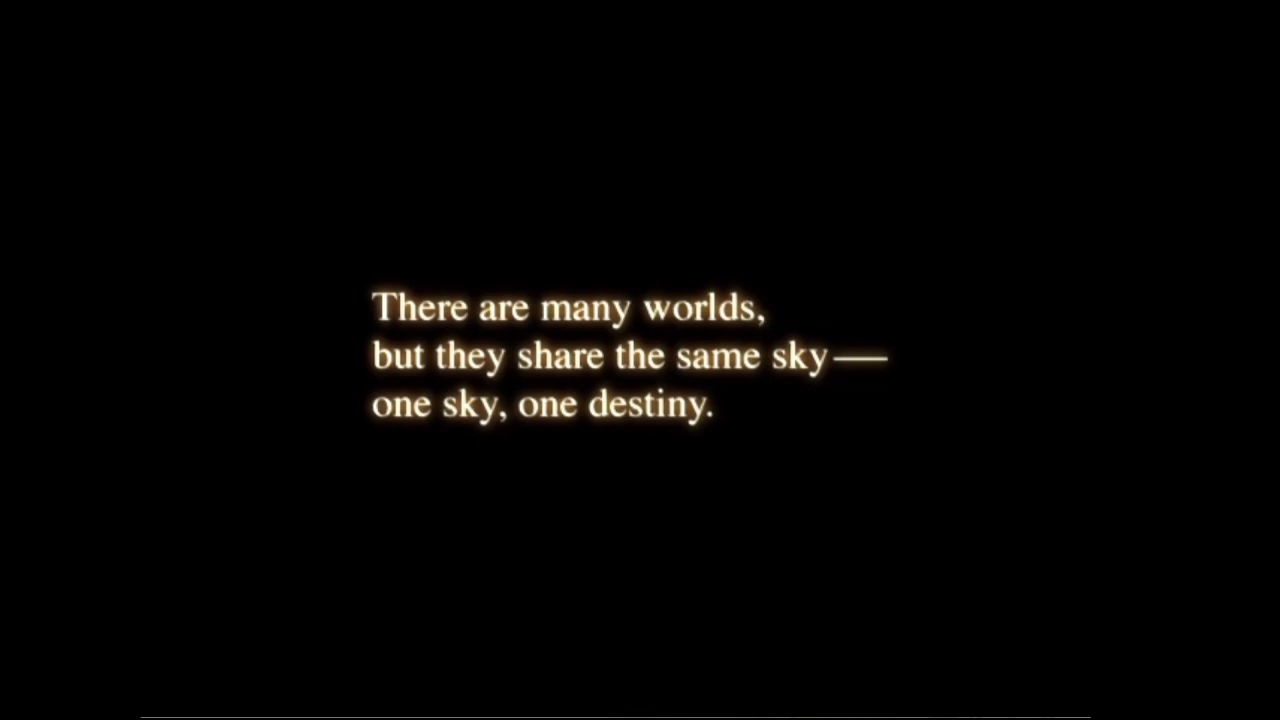 There are many worlds,
but they share the same sky—
one sky, one destiny.